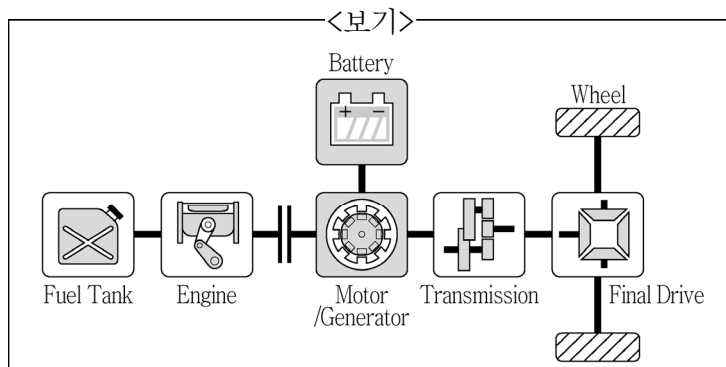 <보기>
Battery
+ −
Wheel
Fuel Tank
Engine
Motor
/Generator
Transmission
Final Drive